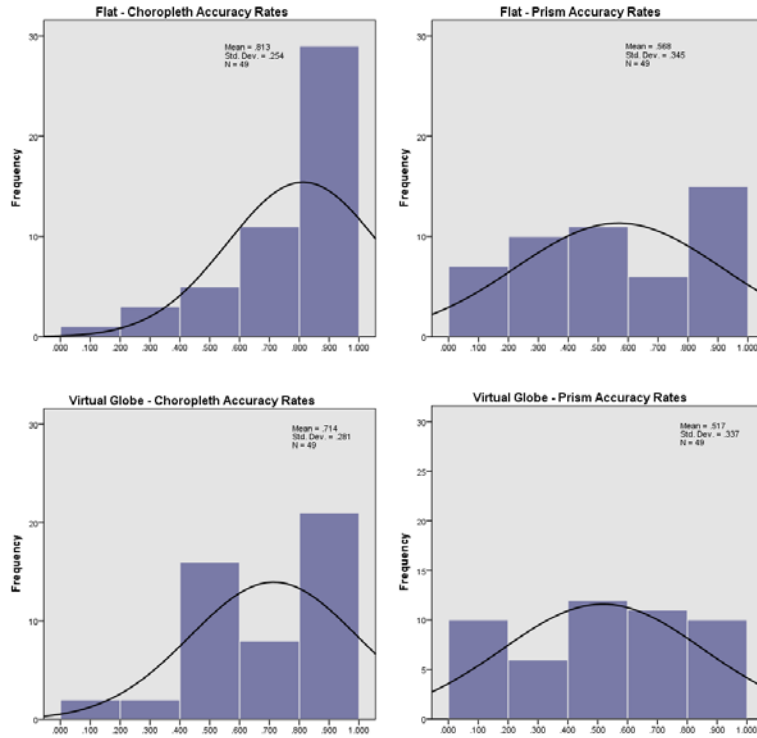 Flat - Choropleth Accuracy Rates
Mean = .813
Std. Dev. = .254
N = 49
30
20
10
0
Frequency
.000 .100 .200 .300 .400 .500 .600 .700 .800 .900 1.000
Flat - Prism Accuracy Rates
Mean = .568
Std. Dev. = .345
N = 49
30
20
10
0
Frequency
.000 .100 .200 .300 .400 .500 .600 .700 .800 .900 1.000
Virtual Globe - Choropleth Accuracy Rates
Mean = .714
Std. Dev. = .281
N = 49
30
20
10
0
Frequency
.000 .100 .200 .300 .400 .500 .600 .700 .800 .900 1.000
Virtual Globe - Prism Accuracy Rates
Mean = .517
Std. Dev. = .337
N = 49
30
25
20
15
10
5
0
Frequency
.000 .100 .200 .300 .400 .500 .600 .700 .800 .900 1.000